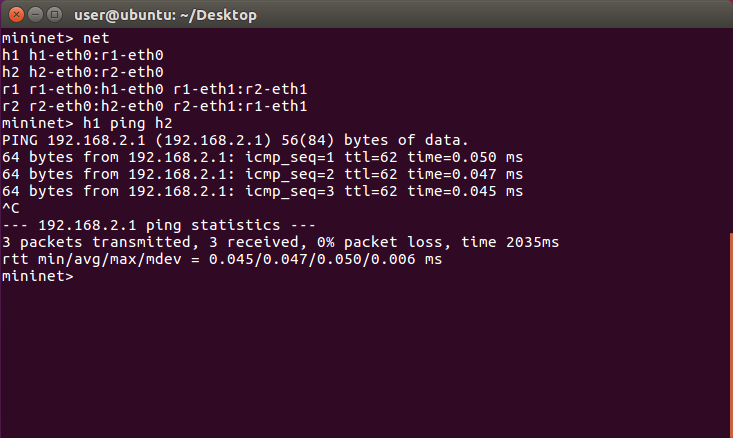 user@ubuntu: ~/Desktop
mininet> net
h1 h1-eth0:r1-eth0
h2 h2-eth0:r2-eth0
r1 r1-eth0:h1-eth0 r1-eth1:r2-eth1
r2 r2-eth0:h2-eth0 r2-eth1:r1-eth1
mininet> h1 ping h2
PING 192.168.2.1 (192.168.2.1) 56(84) bytes of data.
64 bytes from 192.168.2.1: icmp_seq=1 ttl=62 time=0.050 ms
64 bytes from 192.168.2.1: icmp_seq=2 ttl=62 time=0.047 ms
64 bytes from 192.168.2.1: icmp_seq=3 ttl=62 time=0.045 ms
^C
--- 192.168.2.1 ping statistics ---
3 packets transmitted, 3 received, 0% packet loss, time 2035ms
rtt min/avg/max/mdev = 0.045/0.047/0.050/0.006 ms
mininet>